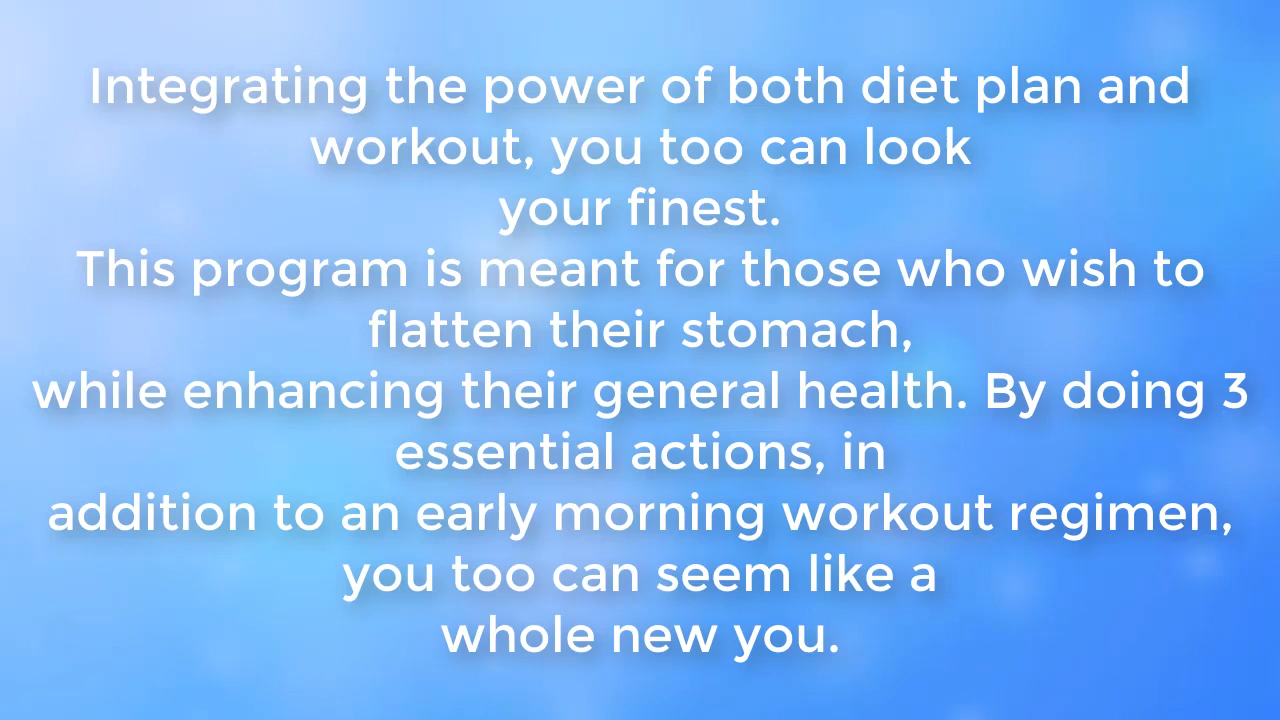 Integrating the power of both diet plan and
workout, you too can look
your finest.
This program is meant for those who wish to
flatten their stomach,
while enhancing their general health. By doing 3
essential actions, in
addition to an early morning workout regimen,
you too can seem like a
whole new you.